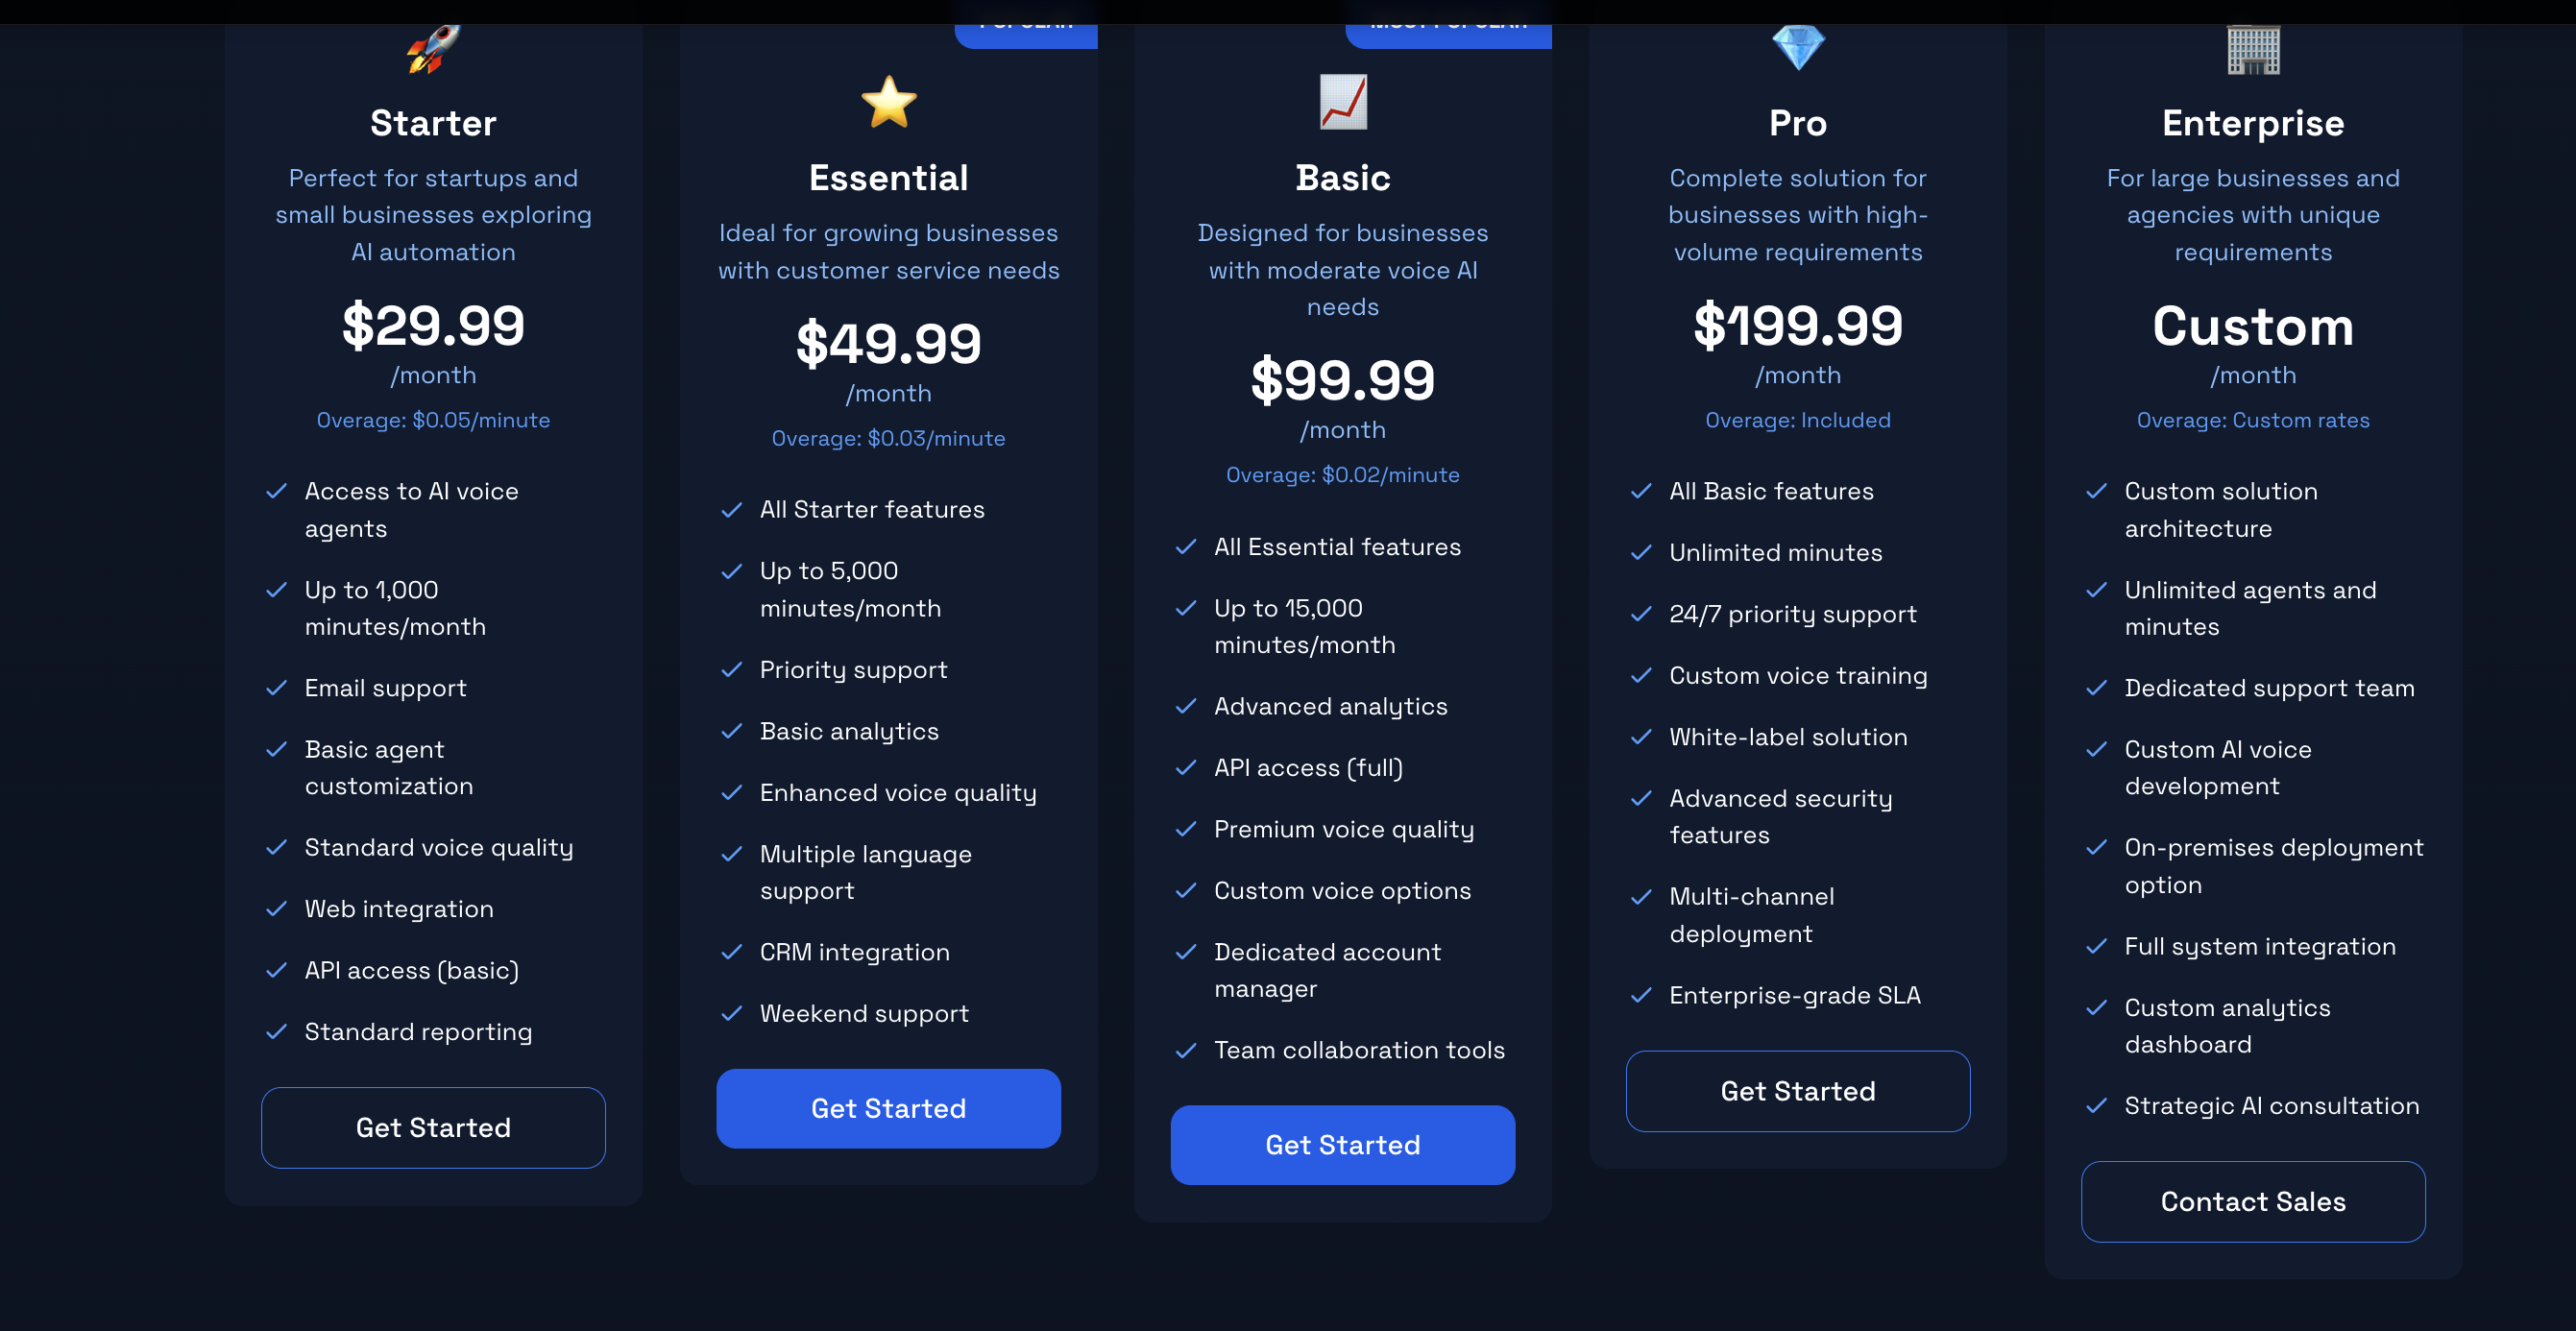 POPULAR
MOST POPULAR
Starter
Perfect for startups and
small businesses exploring
AI automation
$29.99
/month
Overage: $0.05/minute
Access to AI voice
agents
Up to 1,000
minutes/month
Email support
Basic agent
customization
Standard voice quality
Web integration
API access (basic)
Standard reporting
Get Started
Essential
Ideal for growing businesses
with customer service needs
$49.99
/month
Overage: $0.03/minute
All Starter features
Up to 5,000
minutes/month
Priority support
Basic analytics
Enhanced voice quality
Multiple language
support
CRM integration
Weekend support
Get Started
Basic
Designed for businesses
with moderate voice AI
needs
$99.99
/month
Overage: $0.02/minute
All Essential features
Up to 15,000
minutes/month
Advanced analytics
API access (full)
Premium voice quality
Custom voice options
Dedicated account
manager
Team collaboration tools
Get Started
Pro
Complete solution for
businesses with high-
volume requirements
$199.99
/month
Overage: Included
All Basic features
Unlimited minutes
24/7 priority support
Custom voice training
White-label solution
Advanced security
features
Multi-channel
deployment
Enterprise-grade SLA
Get Started
Enterprise
For large businesses and
agencies with unique
requirements
Custom
/month
Overage: Custom rates
Custom solution
architecture
Unlimited agents and
minutes
Dedicated support team
Custom AI voice
development
On-premises deployment
option
Full system integration
Custom analytics
dashboard
Strategic AI consultation
Contact Sales